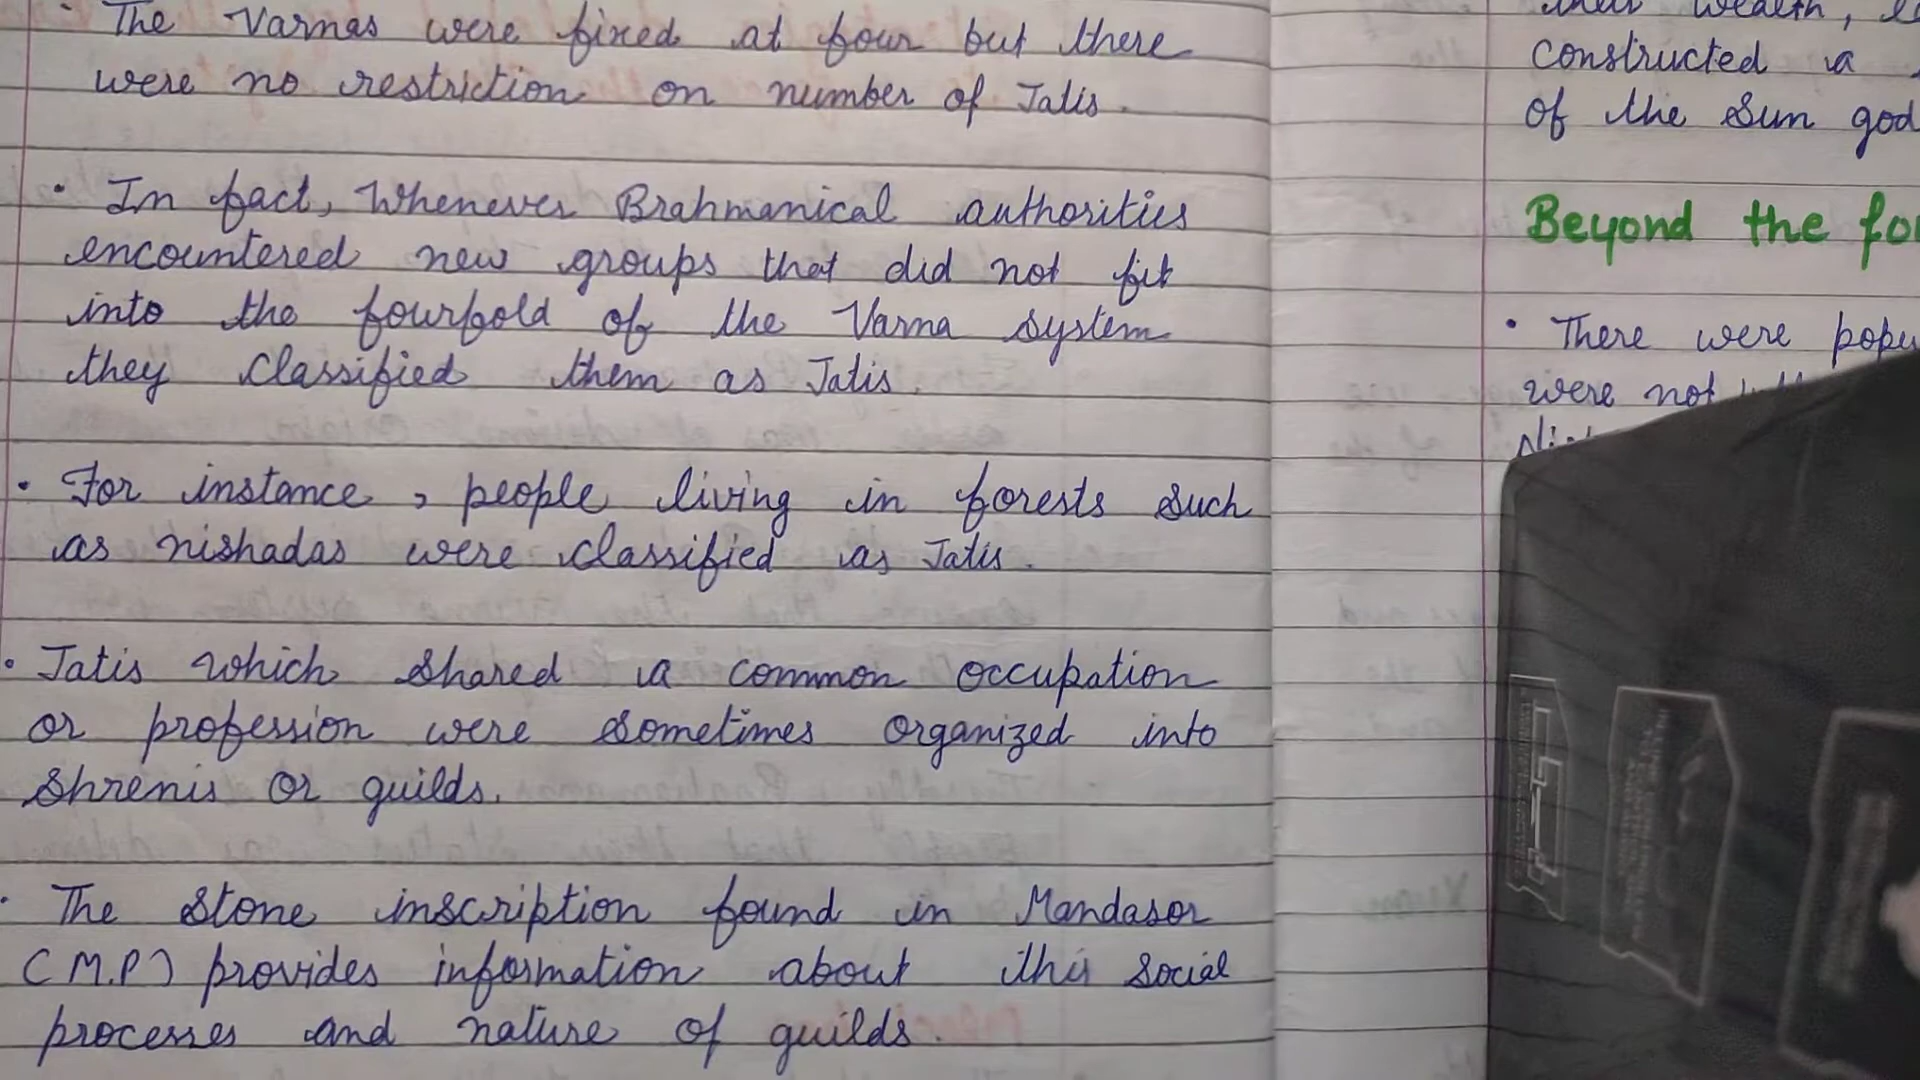 · The Varnas were fixed at four but there
were no restriction on number of Jatis.
· In fact, Whenever Brahmanical authorities
encountered new groups that did not fit
into the fourfold of the Varna system
they classified them as Jatis.
· For instance, people living in forests such
as nishadas were classified as Jatis.
· Jatis which shared a common occupation
or profession were sometimes organized into
Shrenis or guilds.
· The Stone inscription found in Mandasor
(M.P) provides information about this social
processes and nature of guilds.
their wealth,
constructed a
of the Sun god
Beyond the
· There were
were not